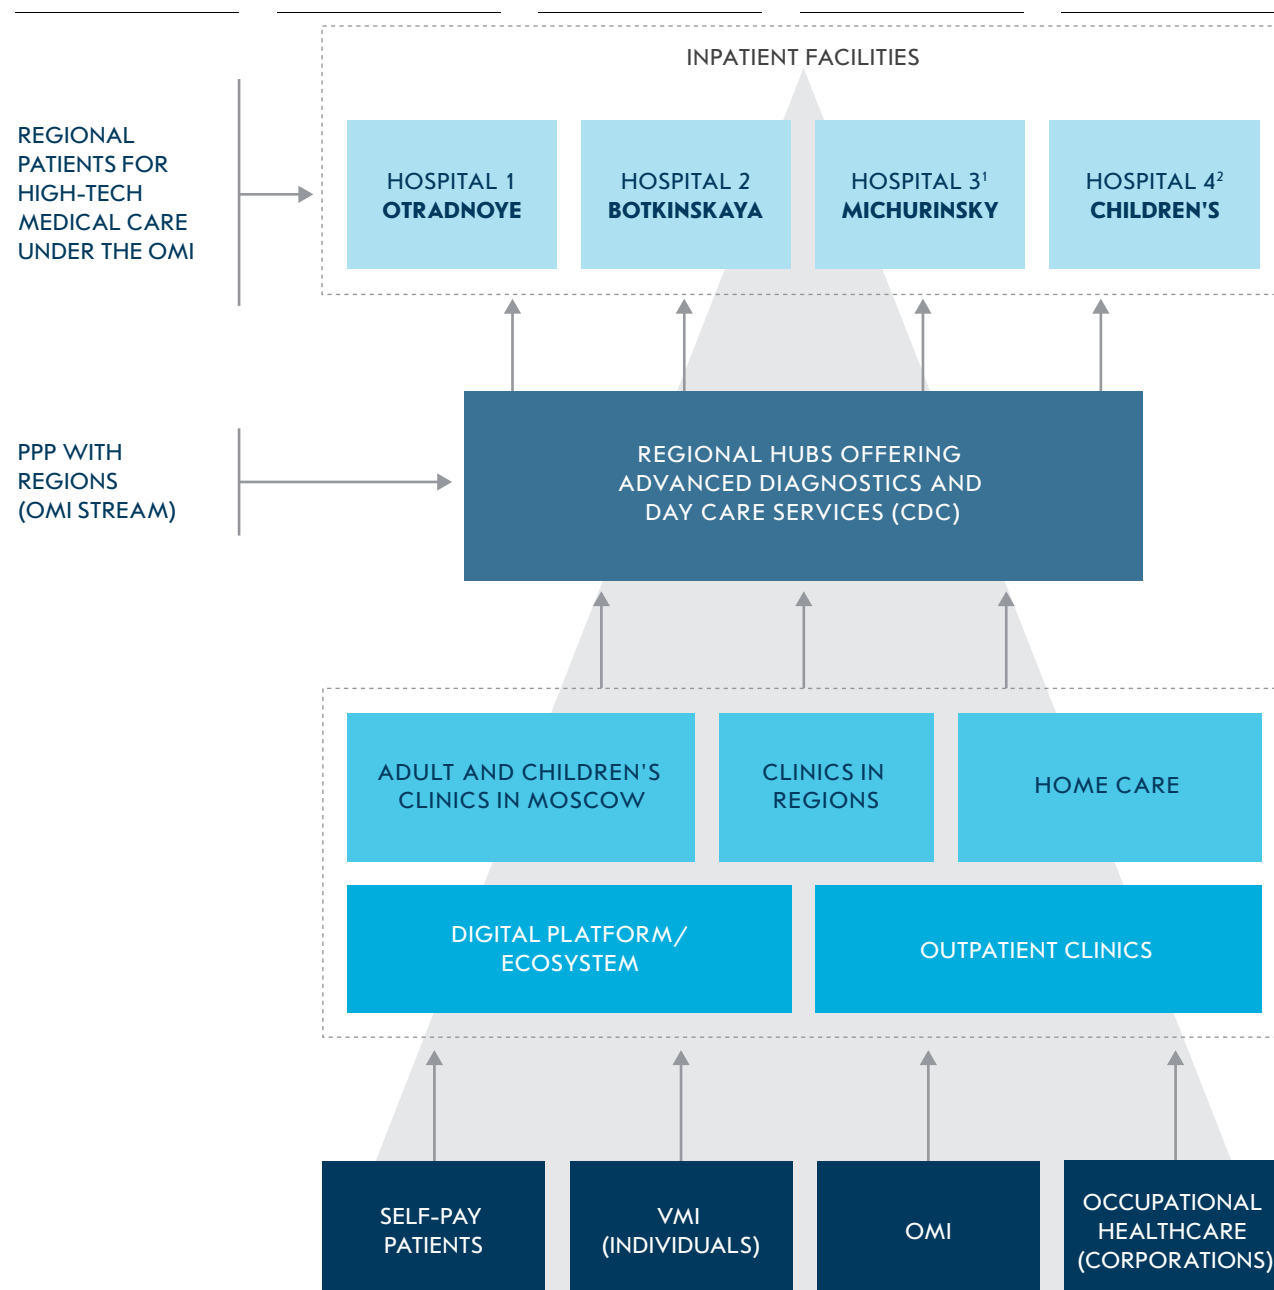 INPATIENT FACILITIES
REGIONAL
PATIENTS FOR
HIGH-TECH
MEDICAL CARE
UNDER THE OMI
HOSPITAL 1
OTRADNOYE
HOSPITAL 2
BOTKINSKAYA
HOSPITAL 3¹
MICHURINSKY
HOSPITAL 4²
CHILDREN'S
PPP WITH
REGIONS
(OMI STREAM)
REGIONAL HUBS OFFERING
ADVANCED DIAGNOSTICS AND
DAY CARE SERVICES (CDC)
ADULT AND CHILDREN'S
CLINICS IN MOSCOW
CLINICS IN
REGIONS
HOME CARE
DIGITAL PLATFORM/
ECOSYSTEM
OUTPATIENT CLINICS
SELF-PAY
PATIENTS
VMI
(INDIVIDUALS)
OMI
OCCUPATIONAL
HEALTHCARE
(CORPORATIONS)